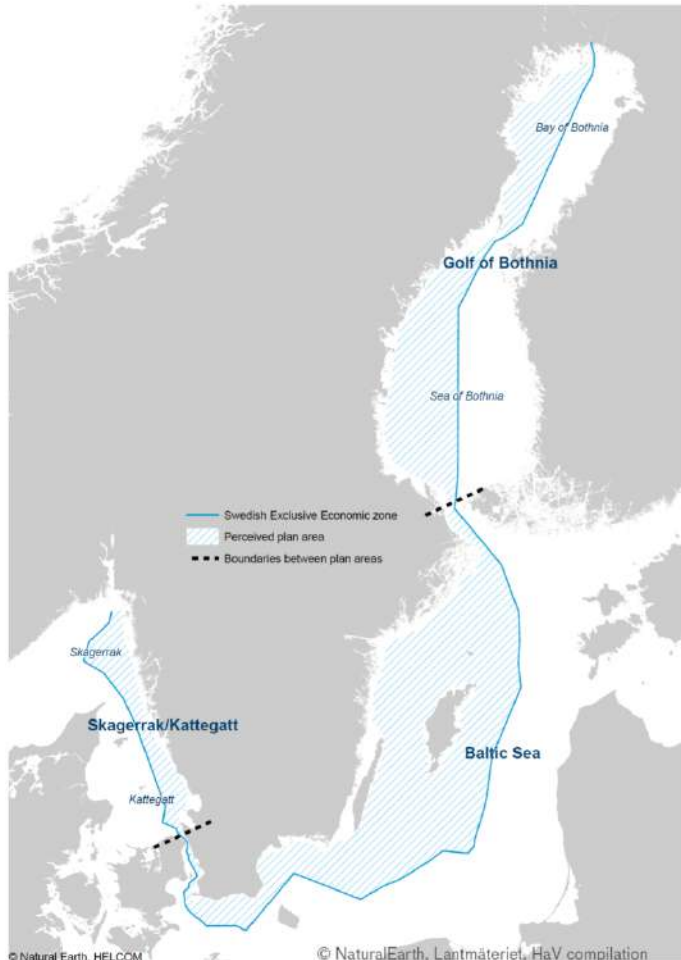 Bay of Bothnia
Golf of Bothnia
Sea of Bothnia
Swedish Exclusive Economic zone
Perceived plan area
Boundaries between plan areas
Skagerrak
Skagerrak/Kattegatt
Baltic Sea
Kattegatt
© Natural Earth, HELCOM
© NaturalEarth, Lantmäteriet, HaV compilation